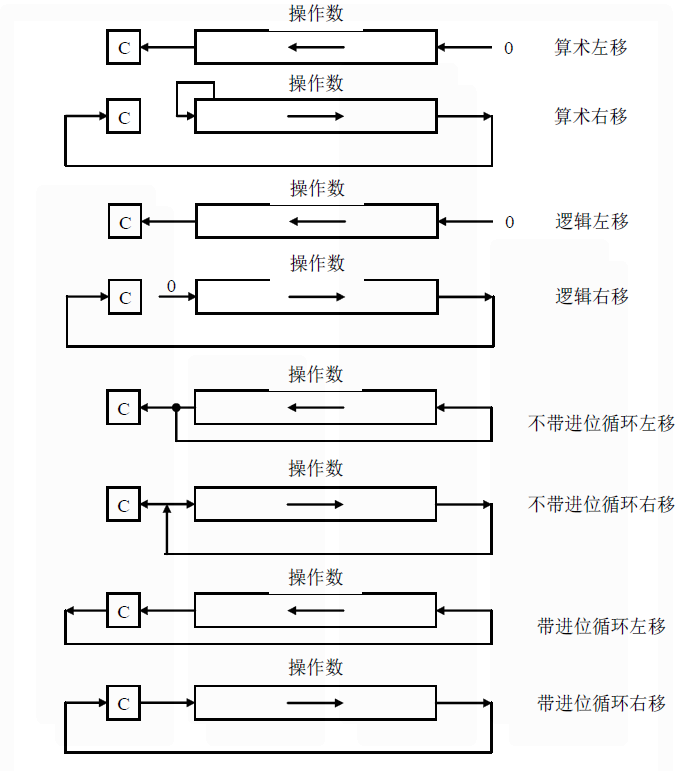 操作数
C 0 算术左移
操作数
C 算术右移
操作数
C 0 逻辑左移
操作数
C 0 逻辑右移
操作数
C 不带进位循环左移
操作数
C 不带进位循环右移
操作数
C 带进位循环左移
操作数
C 带进位循环右移